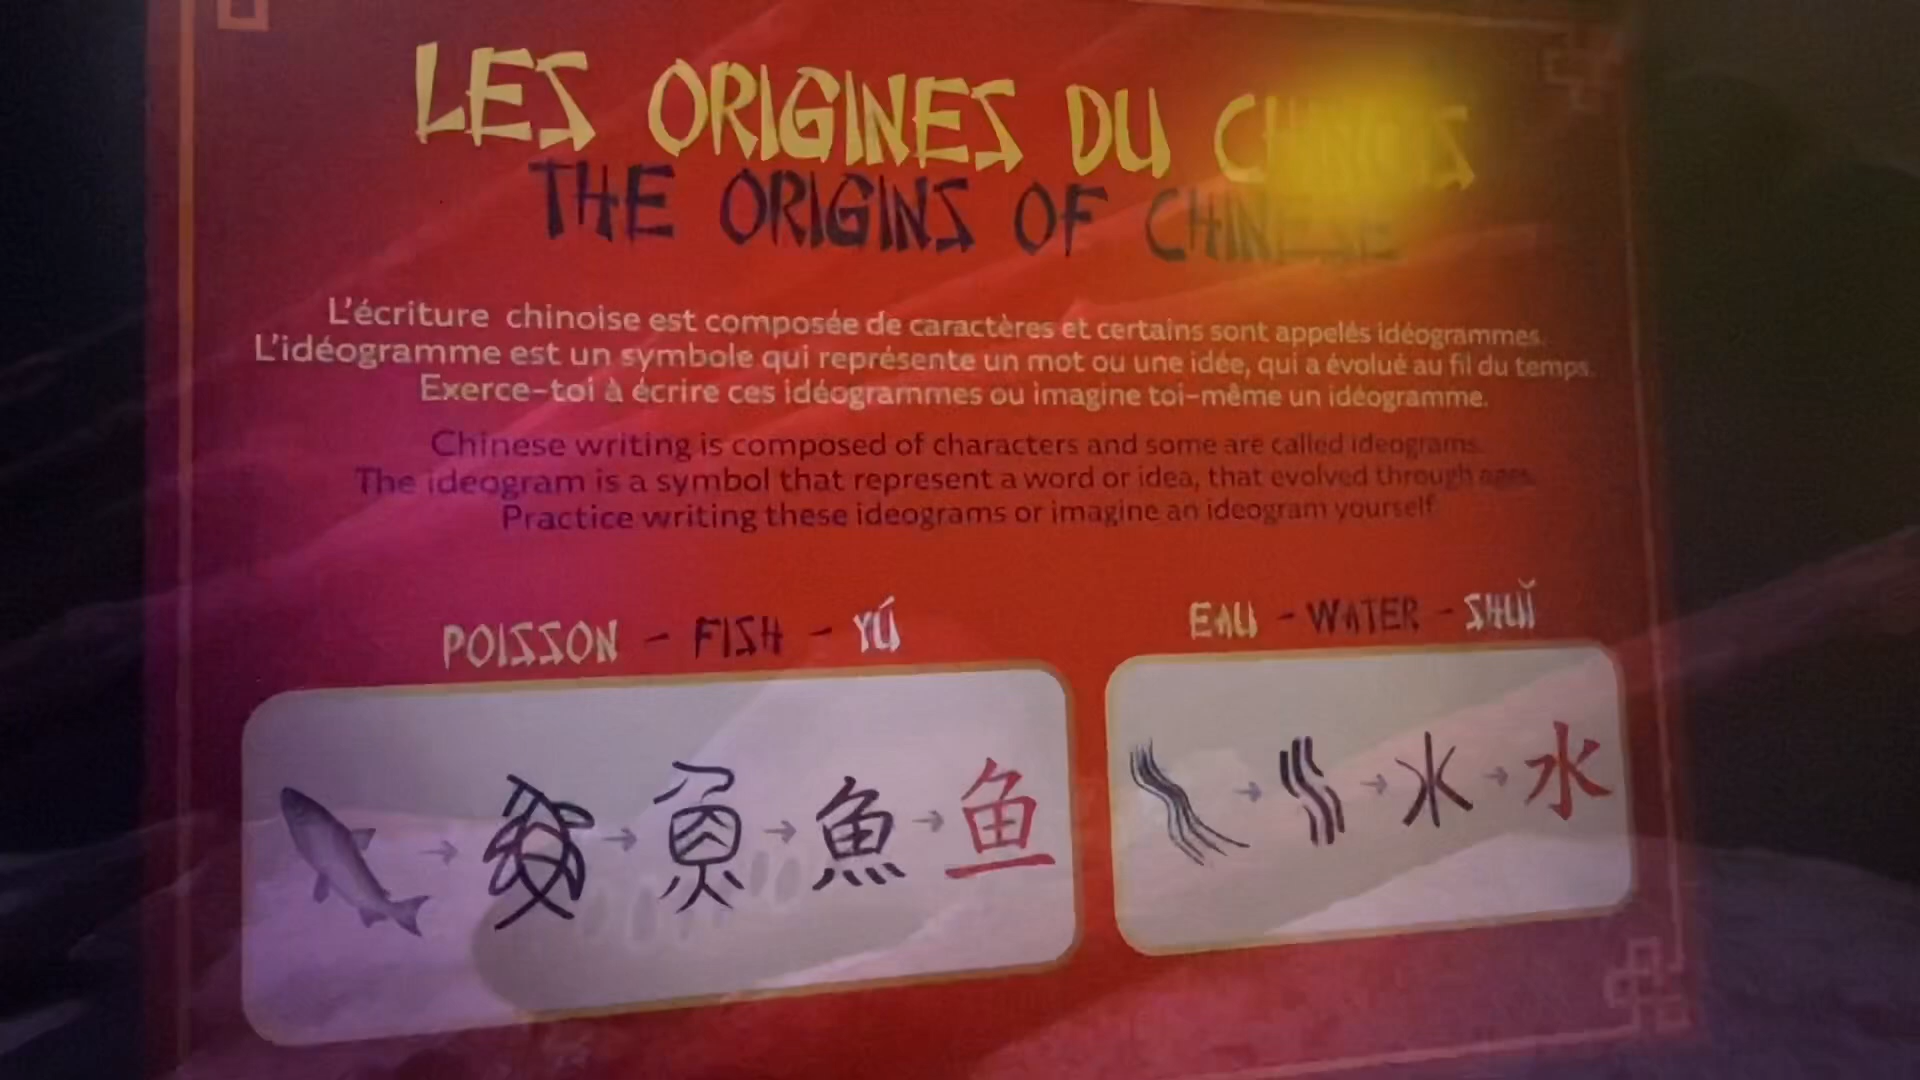 LES ORIGINES DU CHINOIS
THE ORIGINS OF CHINESE
L'écriture chinoise est composée de caractères et certains sont appelés idéogrammes.
L'idéogramme est un symbole qui représente un mot ou une idée, qui a évolué au fil du temps.
Exerce-toi à écrire ces idéogrammes ou imagine toi-même un idéogramme.
Chinese writing is composed of characters and some are called ideograms.
The ideogram is a symbol that represent a word or idea, that evolved through ages.
Practice writing these ideograms or imagine an ideogram yourself
POISSON - FISH - YÚ
EAU - WATER - SHUǏ
魚 鱼
水 水